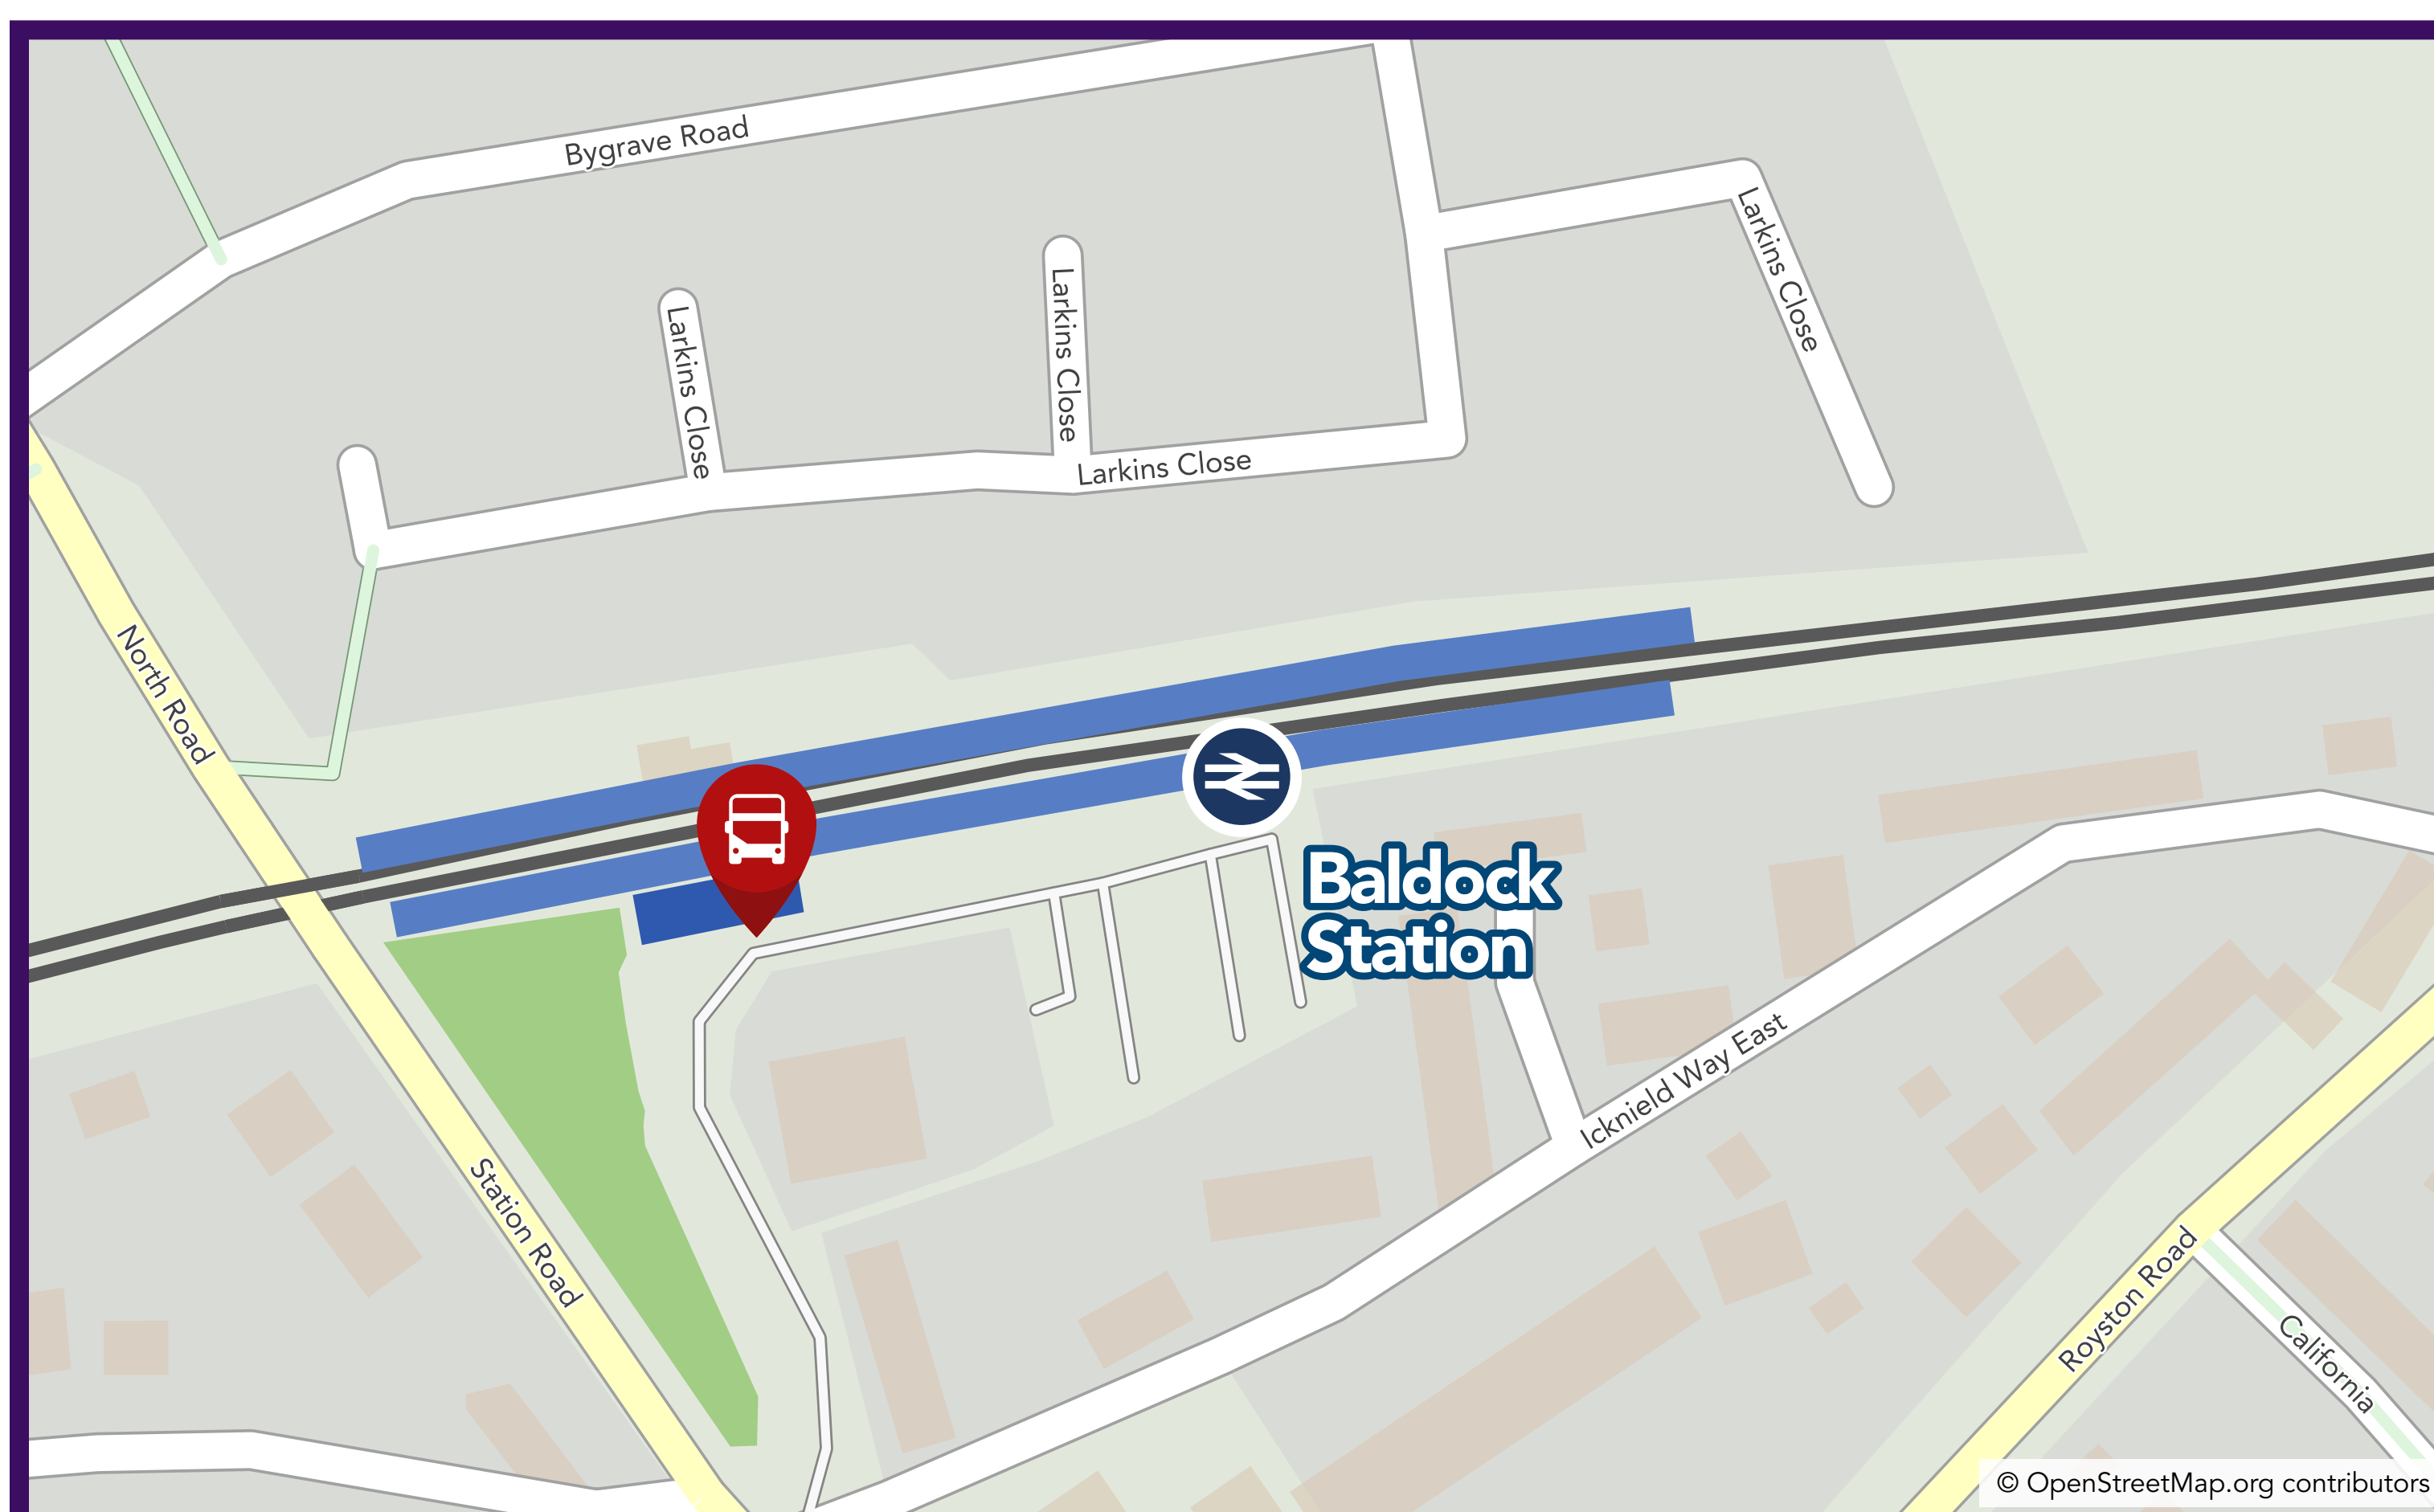 Bygrave Road
Larkins Close
Larkins Close
Larkins Close
Larkins Close
North Road
Baldock
Station
Icknield Way East
Station Road
Royston Road
California
© OpenStreetMap.org contributors